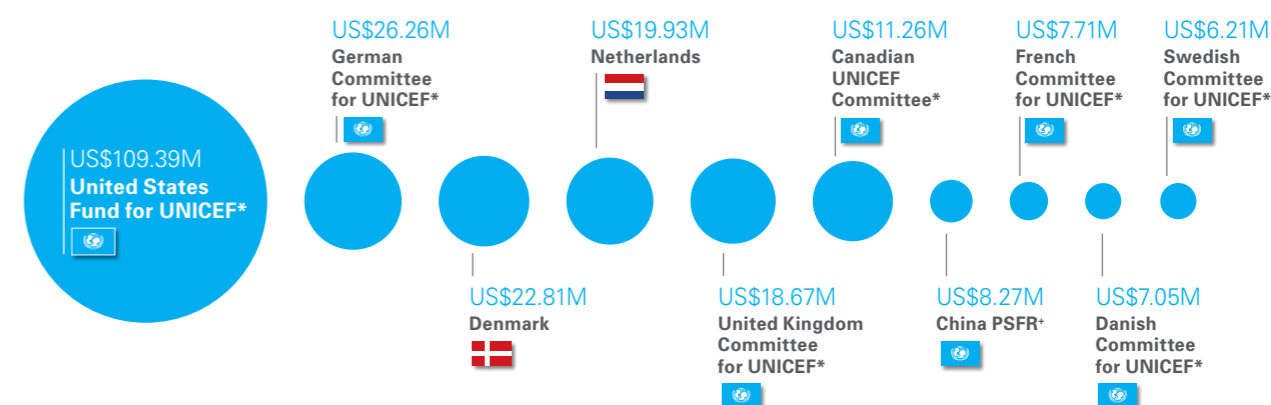 US$109.39M
United States
Fund for UNICEF*
US$26.26M
German
Committee
for UNICEF*
US$22.81M
Denmark
US$19.93M
Netherlands
US$18.67M
United Kingdom
Committee
for UNICEF*
US$11.26M
Canadian
UNICEF
Committee*
US$8.27M
China PSFR+
US$7.71M
French
Committee
for UNICEF*
US$7.05M
Danish
Committee
for UNICEF*
US$6.21M
Swedish
Committee
for UNICEF*